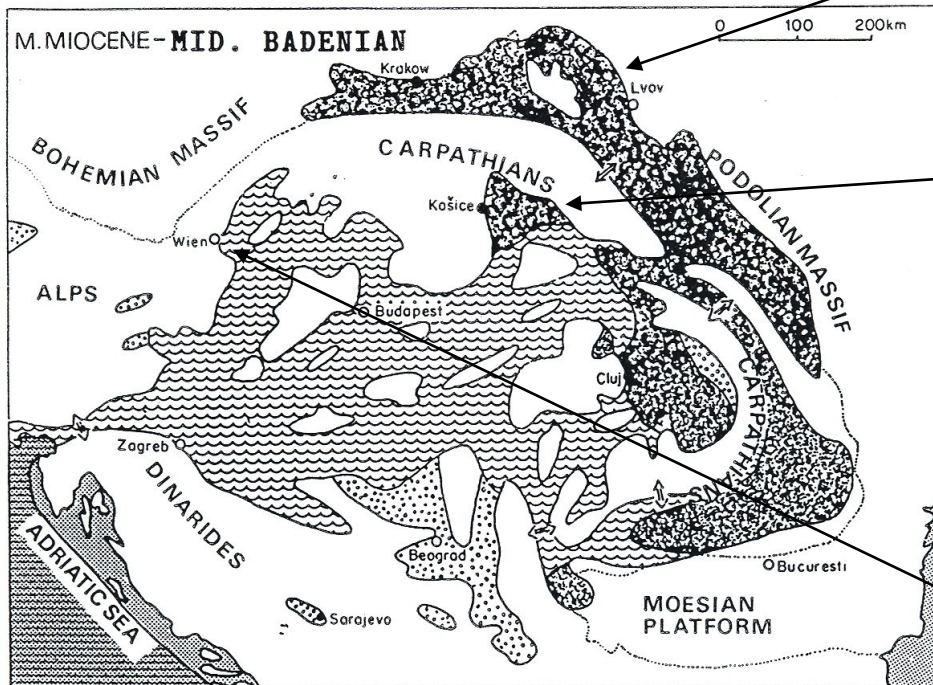 M.MIOCENE-MID. BADENIAN
0 100 200km
Krakow
Lvov
BOHEMIAN MASSIF
CARPATHIANS
PODOLIAN MASSIF
Košice
Wien
ALPS
Budapest
Cluj
CARPATHIANS
Zagreb
DINARIDES
Beograd
Bucuresti
ADRIATIC SEA
Sarajevo
MOESIAN
PLATFORM